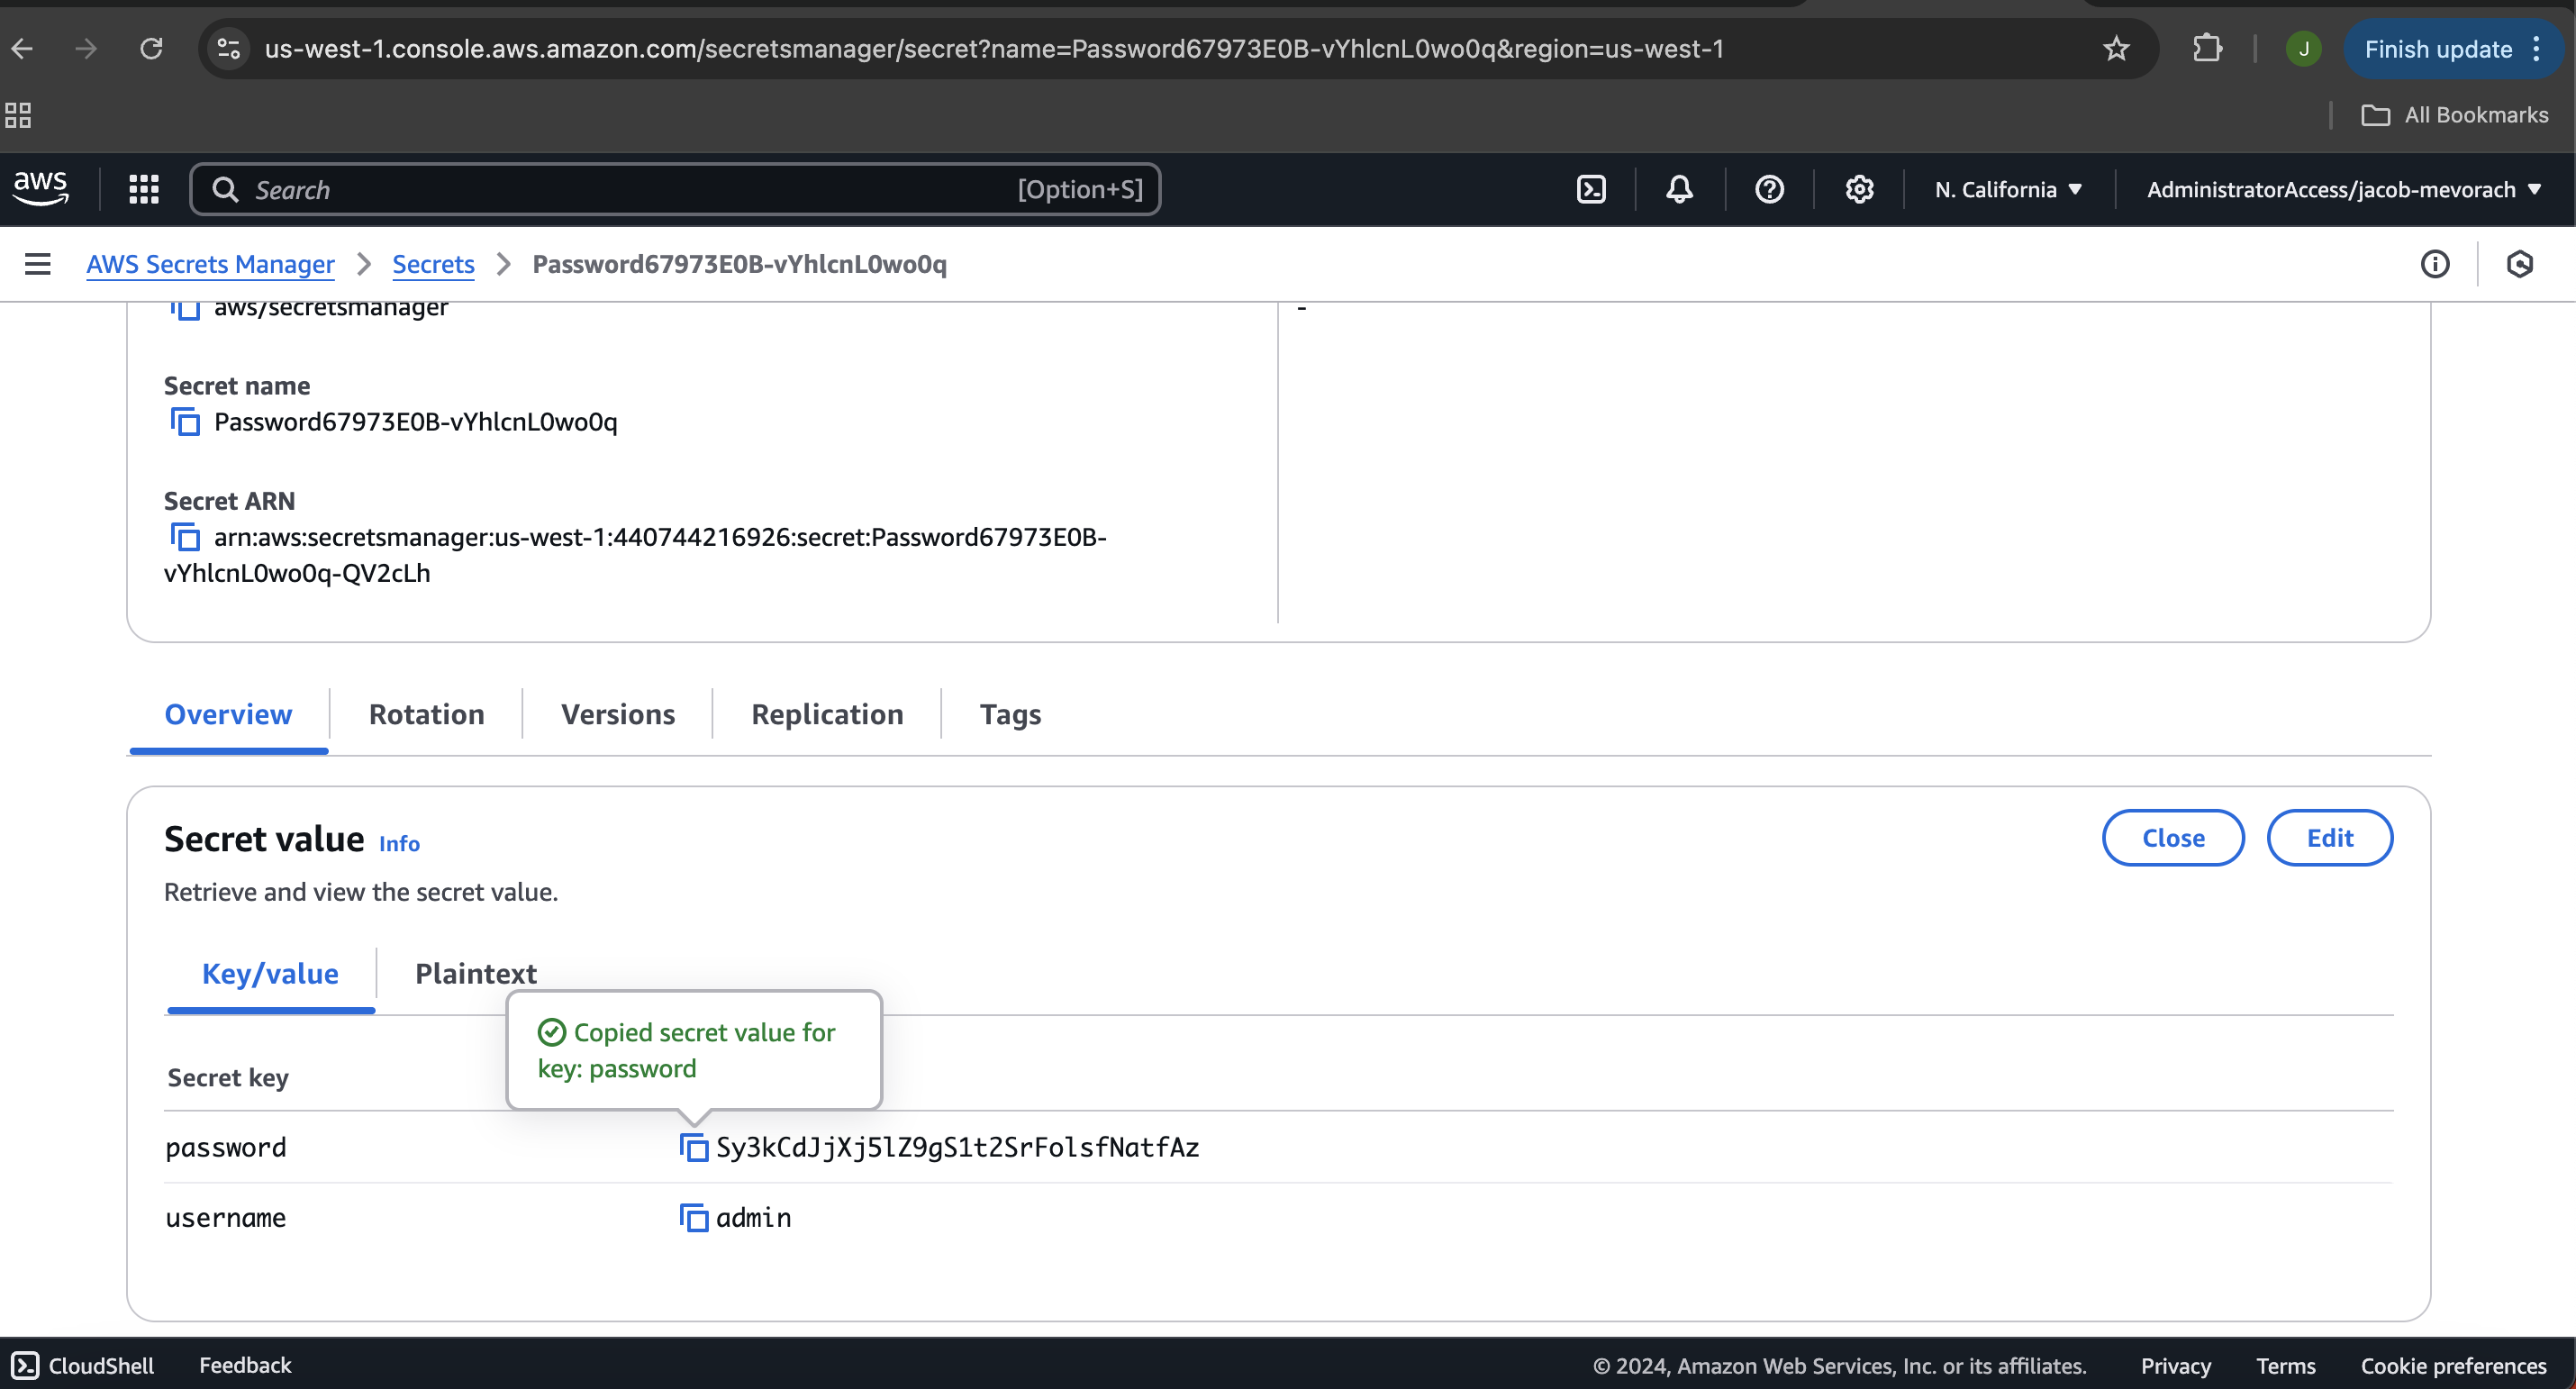 us-west-1.console.aws.amazon.com/secretsmanager/secret?name=Password67973E0B-vYhlcnL0wo0q&region=us-west-1
J
Finish update
All Bookmarks
aws
Search
[Option+S]
N. California
AdministratorAccess/jacob-mevorach
AWS Secrets Manager
Secrets
Password67973E0B-vYhlcnL0wo0q
aws/secretsmanager
-
Secret name
Password67973E0B-vYhlcnL0wo0q
Secret ARN
arn:aws:secretsmanager:us-west-1:440744216926:secret:Password67973E0B-
vYhlcnL0wo0q-QV2cLh
Overview
Rotation
Versions
Replication
Tags
Secret value Info
Close
Edit
Retrieve and view the secret value.
Key/value
Plaintext
Copied secret value for
key: password
Secret key
password
Sy3kCdJjXj5lZ9gS1t2SrFolsfNatfAz
username
admin
CloudShell
Feedback
© 2024, Amazon Web Services, Inc. or its affiliates.
Privacy
Terms
Cookie preferences